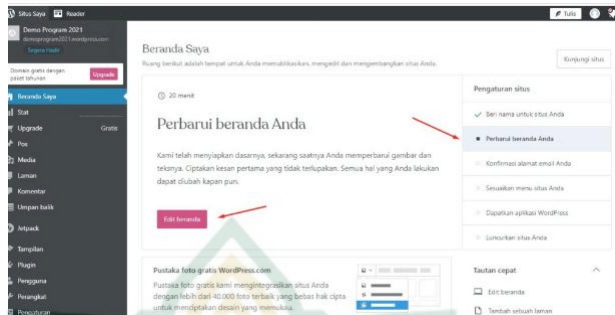 Situs Saya Reader Tulis
Demo Program 2021
demoprogram2021.wordpress.com
Segera Hadir
Domain gratis dengan
paket tahunan
Upgrade
Beranda Saya
Stat
Upgrade Gratis
Pos
Media
Laman
Komentar
Umpan balik
Jetpack
Tampilan
Plugin
Pengguna
Perangkat
Pengaturan
Beranda Saya
Ruang berikut adalah tempat untuk Anda memublikasikan, mengedit dan mengembangkan situs Anda.
Kunjungi situs
20 menit
Perbarui beranda Anda
Kami telah menyiapkan dasarnya, sekarang saatnya Anda memperbarui gambar dan
teksnya. Ciptakan kesan pertama yang tidak terlupakan. Semua hal yang Anda lakukan
dapat diubah kapan pun.
Edit beranda
Pengaturan situs
Beri nama untuk situs Anda
Perbarui beranda Anda
Konfirmasi alamat email Anda
Sesuaikan menu situs Anda
Dapatkan aplikasi WordPress
Luncurkan situs Anda
Pustaka foto gratis WordPress.com
Pustaka foto gratis kami mengintegrasikan situs Anda
dengan lebih dari 40.000 foto terbaik yang bebas hak cipta
untuk menciptakan desain yang memukau.
Tautan cepat
Edit beranda
Tambah sebuah laman